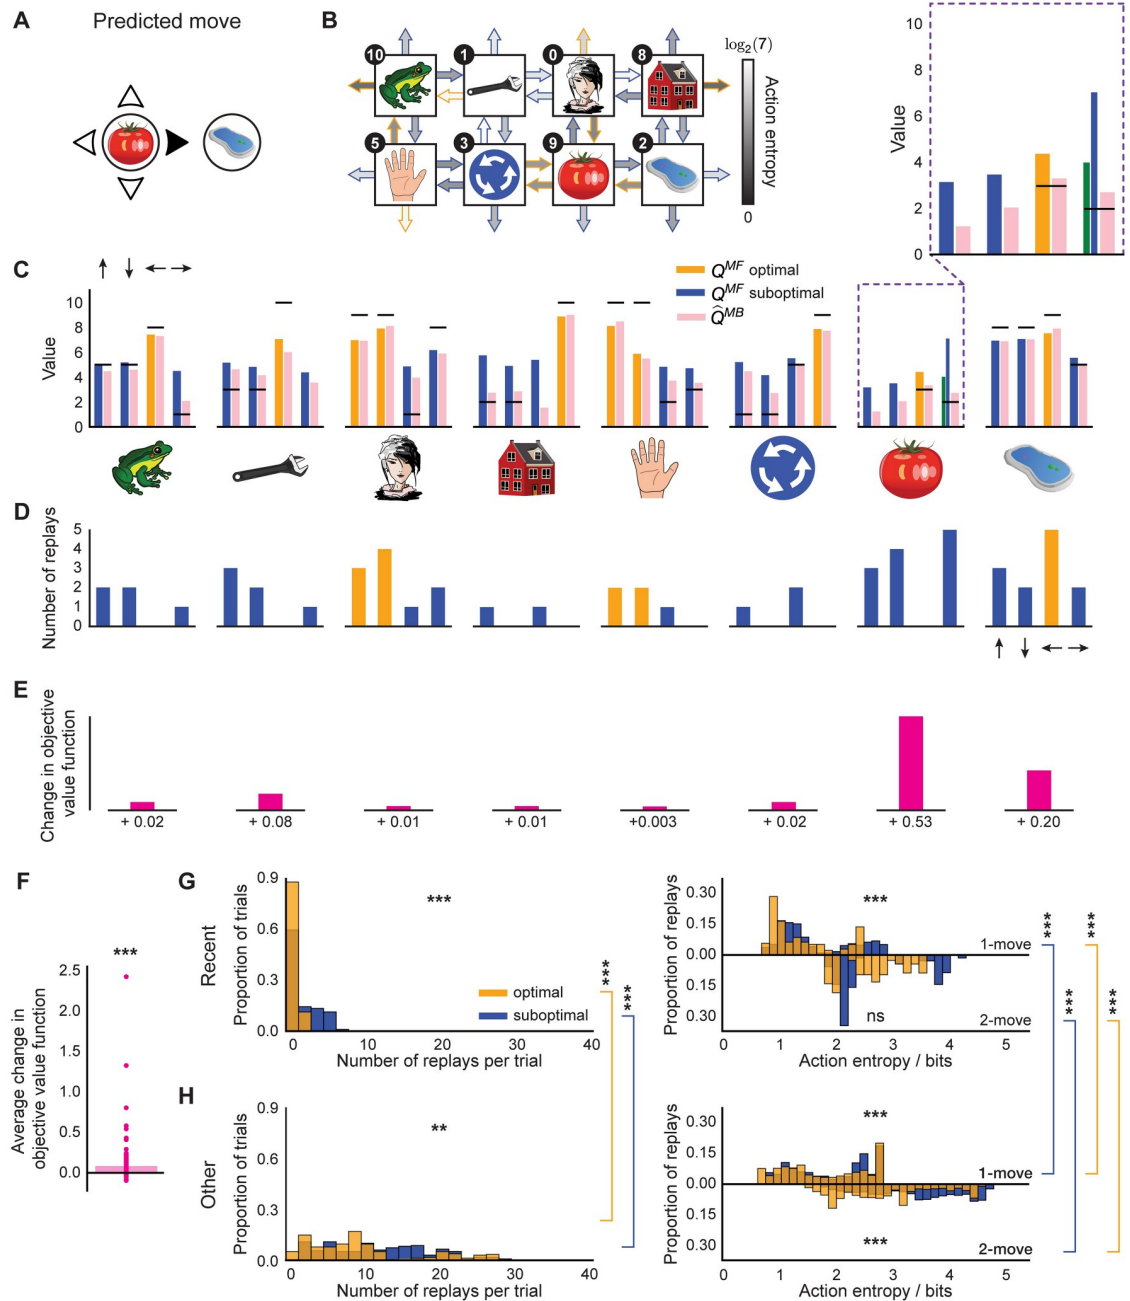 A Predicted move
B
10 1 0 8
5 3 9 2
log₂(7)
Action entropy
0
Value
10
8
6
4
2
0
C
Q^MF optimal
Q^MF suboptimal
Q̂^MB
Value
10
8
6
4
2
0
D
Number of replays
5
4
3
2
1
0
E
Change in objective
value function
+ 0.02 + 0.08 + 0.01 + 0.01 +0.003 + 0.02 + 0.53 + 0.20
F
***
Average change in
objective value function
2.5
2.0
1.5
1.0
0.5
0.0
G
Recent
Proportion of trials
0.9
0.6
0.3
0.0
***
optimal
suboptimal
0 10 20 30 40
Number of replays per trial
***
***
Proportion of replays
0.30
0.15
0.00
0.15
0.30
***
1-move
ns
2-move
0 1 2 3 4 5
Action entropy / bits
***
***
***
***
H
Other
Proportion of trials
0.9
0.6
0.3
0.0
**
0 10 20 30 40
Number of replays per trial
Proportion of replays
0.30
0.15
0.00
0.15
0.30
***
1-move
***
2-move
0 1 2 3 4 5
Action entropy / bits